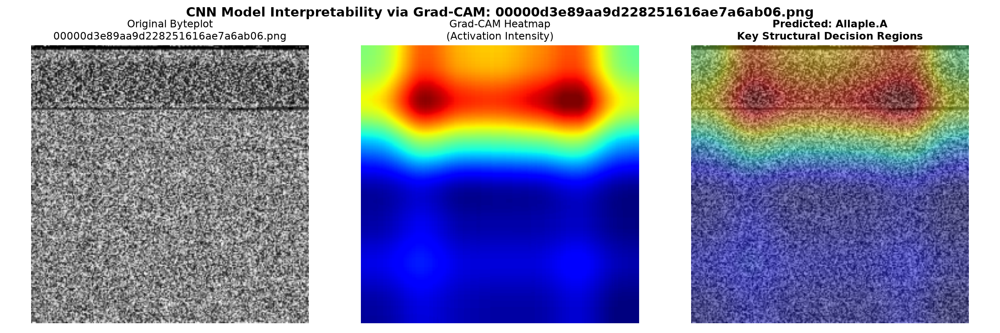 CNN Model Interpretability via Grad-CAM: 00000d3e89aa9d228251616ae7a6ab06.png
Original Byteplot
00000d3e89aa9d228251616ae7a6ab06.png
Grad-CAM Heatmap
(Activation Intensity)
Predicted: Allaple.A
Key Structural Decision Regions